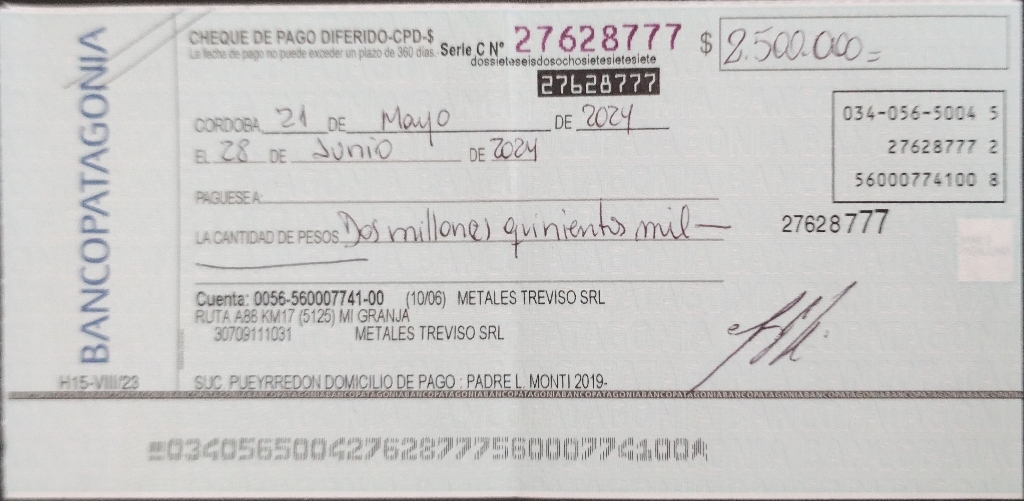 BANCOPATAGONIA
CHEQUE DE PAGO DIFERIDO-CPD-$
La fecha de pago no puede exceder un plazo de 360 días.
Serie C Nº 27628777
dossieteseisdosochosietesietesiete
27628777
$ 2.500.000=
034-056-5004 5
27628777 2
56000774100 8
CORDOBA 21 DE Mayo DE 2024
EL 28 DE Junio DE 2024
PAGUESE A:
LA CANTIDAD DE PESOS Dos millones quinientos mil —
27628777
Cuenta: 0056-560007741-00 (10/06) METALES TREVISO SRL
RUTA A88 KM17 (5125) MI GRANJA
30709111031 METALES TREVISO SRL
H15-VIII/23
SUC. PUEYRREDON DOMICILIO DE PAGO : PADRE L. MONTI 2019-
BANCOPATAGONIABANCOPATAGONIABANCOPATAGONIABANCOPATAGONIA
03405650042762877756000774100